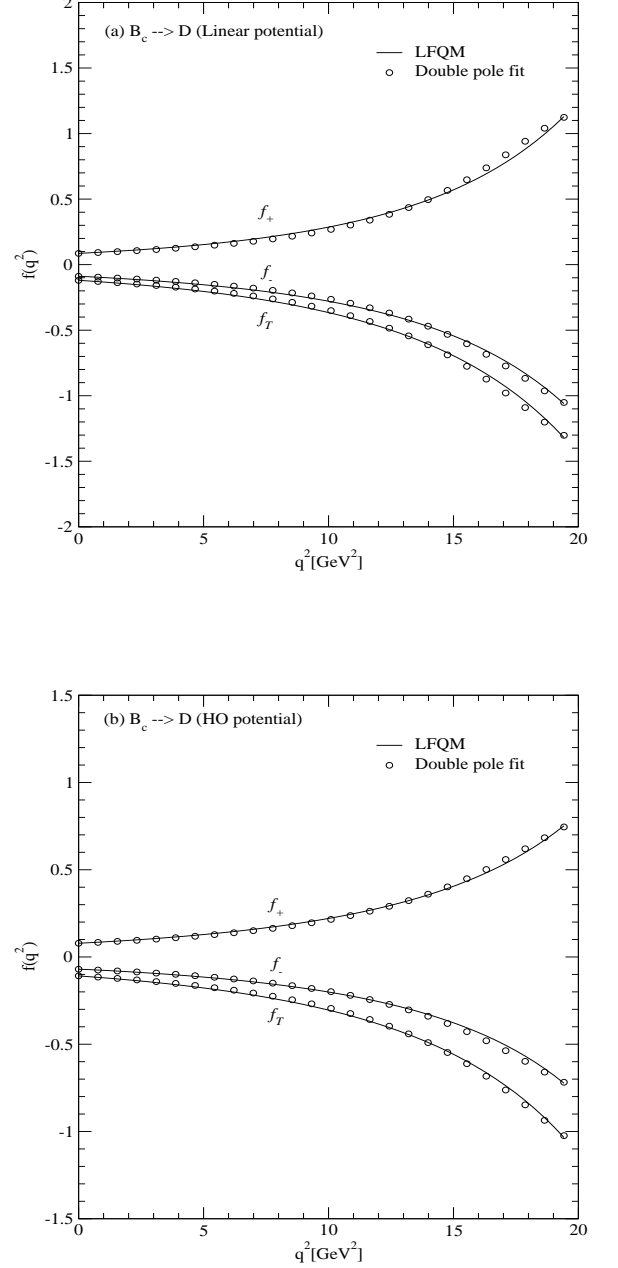 2
(a) B_c --> D (Linear potential)
LFQM
Double pole fit
1.5
1
0.5
f_+
0
f(q^2)
f_-
f_T
-0.5
-1
-1.5
-2
0 5 10 15 20
q^2[GeV^2]
1.5
(b) B_c --> D (HO potential)
LFQM
Double pole fit
1
0.5
f_+
0
f(q^2)
f_-
f_T
-0.5
-1
-1.5
0 5 10 15 20
q^2[GeV^2]